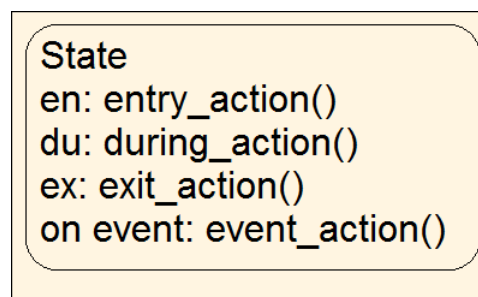 State
en: entry_action()
du: during_action()
ex: exit_action()
on event: event_action()